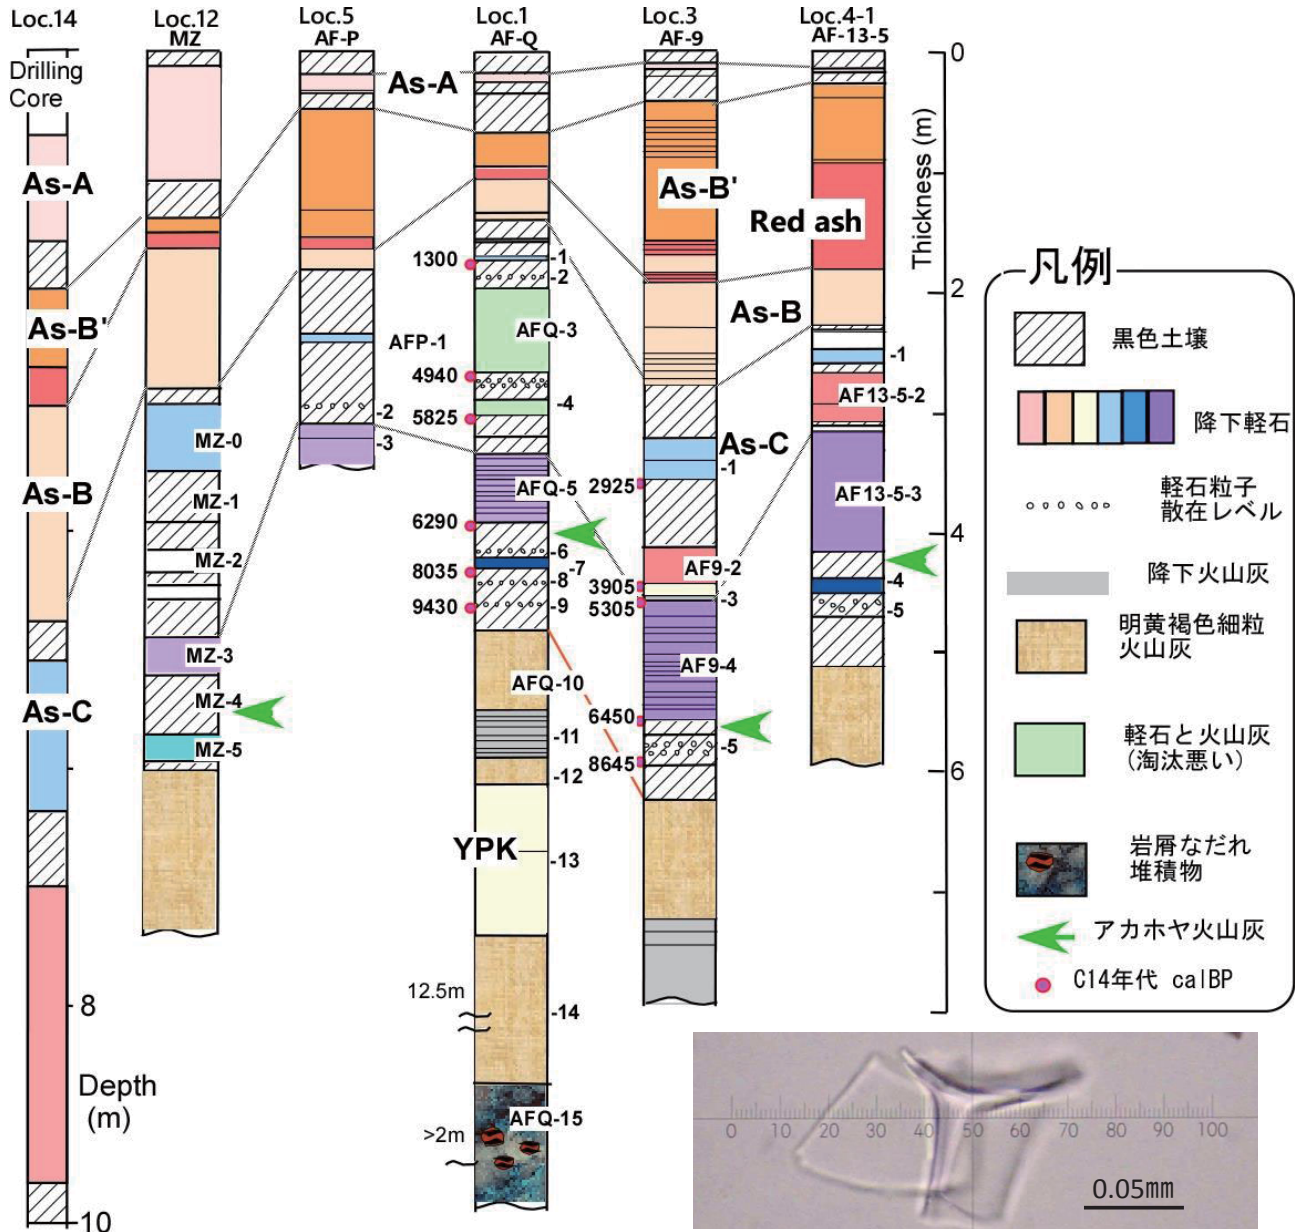 Loc.14
Drilling
Core
As-A
As-B'
As-B
As-C
8
Depth
(m)
10
Loc.12
MZ
MZ-0
MZ-1
MZ-2
MZ-3
MZ-4
MZ-5
Loc.5
AF-P
As-A
AFP-1
-2
-3
Loc.1
AF-Q
1300
-1
-2
AFQ-3
4940
-4
5825
AFQ-5
6290
-6
-7
8035
-8
9430
-9
AFQ-10
-11
-12
YPK
-13
12.5m
-14
>2m
AFQ-15
Loc.3
AF-9
As-B'
As-B
As-C
-1
2925
AF9-2
3905
-3
5305
AF9-4
6450
-5
8645
Loc.4-1
AF-13-5
Red ash
-1
AF13-5-2
AF13-5-3
-4
-5
0
Thickness (m)
2
4
6
凡例
黒色土壌
降下軽石
軽石粒子
散在レベル
降下火山灰
明黄褐色細粒
火山灰
軽石と火山灰
(淘汰悪い)
岩屑なだれ
堆積物
アカホヤ火山灰
C14年代 calBP
0 10 20 30 40 50 60 70 80 90 100
0.05mm